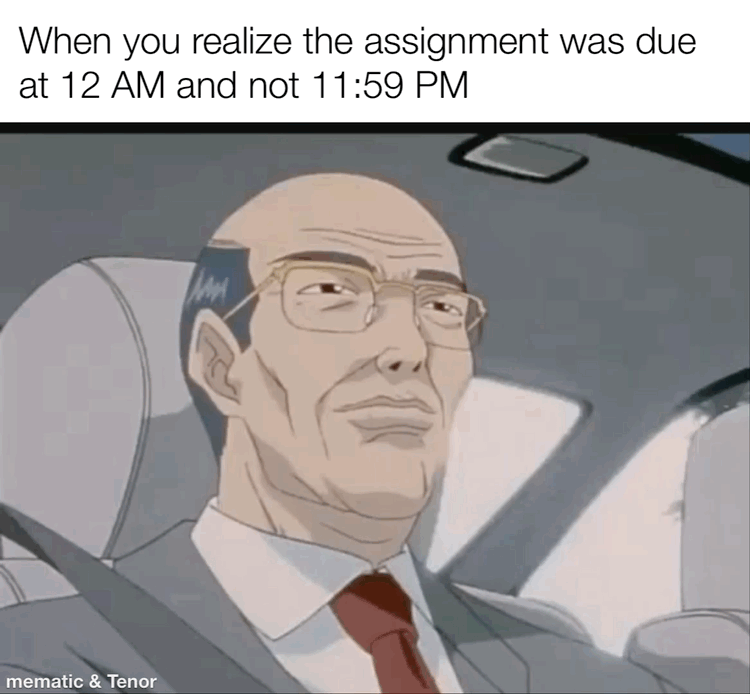 When you realize the assignment was due
at 12 AM and not 11:59 PM
mematic & Tenor